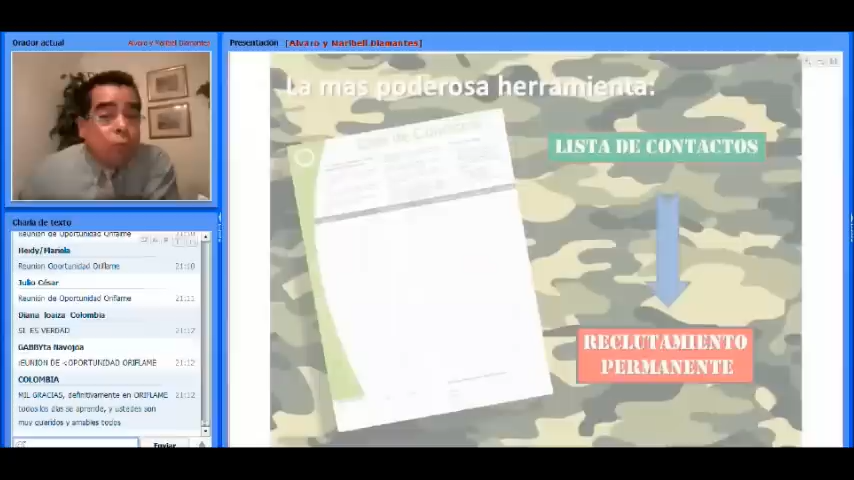 Orador actual
Alvaro y Maribel Diamantes
Presentación
[Alvaro y Maribell Diamantes]
La mas poderosa herramienta.
LISTA DE CONTACTOS
RECLUTAMIENTO
PERMANENTE
Charla de texto
Reunion de Oportunidad Oriflame 21:10
Heidy/Mariela
Reunion Oportunidad Oriflame 21:10
Julio César
Reunión de Oportunidad Oriflame 21:11
Diana loaiza Colombia
SI ES VERDAD 21:12
GABBYta Navojoa
rEUNION DE <OPORTUNIDAD ORIFLAME 21:12
COLOMBIA
MIL GRACIAS, definitivamente en ORIFLAME 21:12
todos los dias se aprende, y ustedes son
muy queridos y amables todos
Enviar